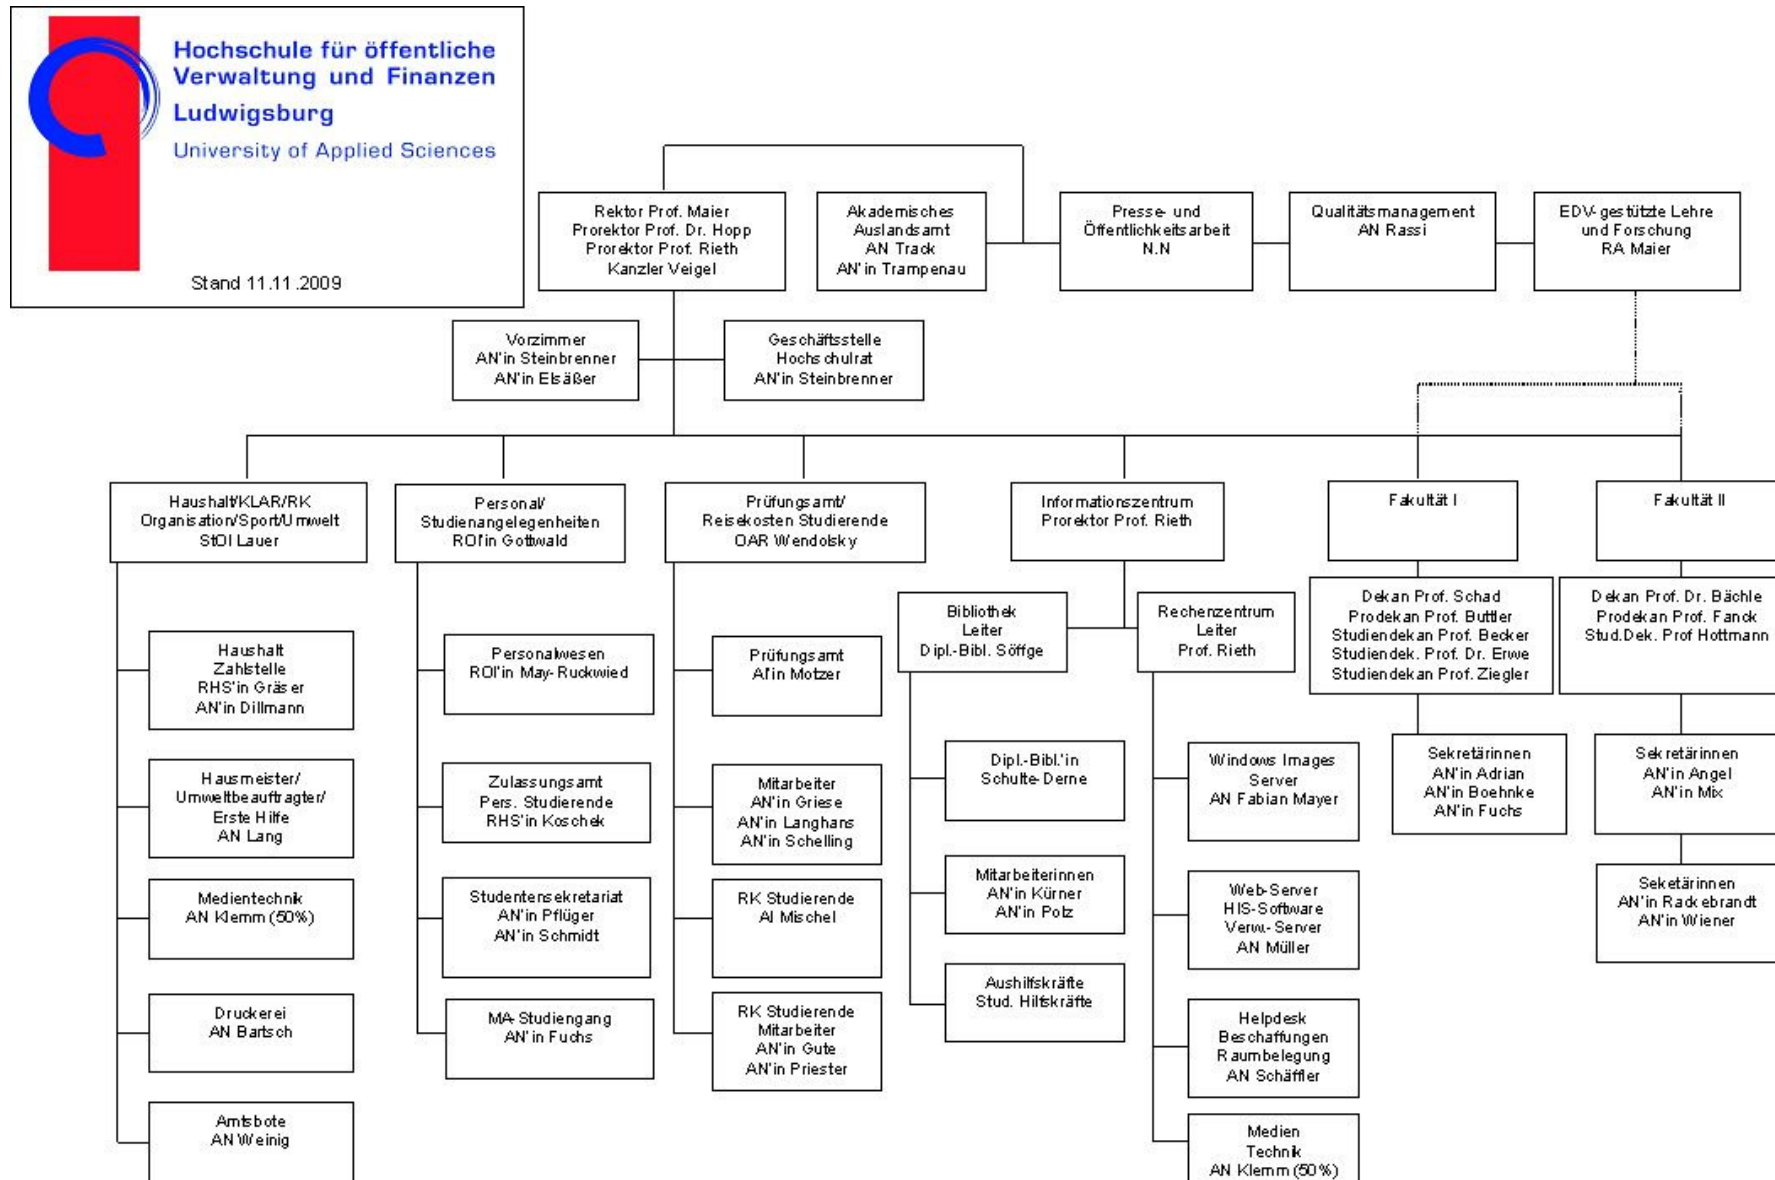 Hochschule für öffentliche
Verwaltung und Finanzen
Ludwigsburg
University of Applied Sciences
Stand 11.11.2009
Rektor Prof. Maier
Prorektor Prof. Dr. Hopp
Prorektor Prof. Rieth
Kanzler Veigel
Akademisches
Auslandsamt
AN Track
AN'in Trampenau
Presse- und
Öffentlichkeitsarbeit
N.N
Qualitätsmanagement
AN Rassi
EDV-gestützte Lehre
und Forschung
RA Maier
Vorzimmer
AN'in Steinbrenner
AN'in Elsäßer
Geschäftsstelle
Hochschulrat
AN'in Steinbrenner
Haushalt/KLAR/RK
Organisation/Sport/Umwelt
StOI Lauer
Personal/
Studienangelegenheiten
ROI'in Gottwald
Prüfungsamt/
Reisekosten Studierende
OAR Wendolsky
Informationszentrum
Prorektor Prof. Rieth
Fakultät I
Fakultät II
Haushalt
Zahlstelle
RHS'in Gräser
AN'in Dillmann
Hausmeister/
Umweltbeauftragter/
Erste Hilfe
AN Lang
Medientechnik
AN Klemm (50%)
Druckerei
AN Bartsch
Amtsbote
AN Weinig
Personalwesen
ROI'in May-Ruckwied
Zulassungsamt
Pers. Studierende
RHS'in Koschek
Studentensekretariat
AN'in Pflüger
AN'in Schmidt
MA-Studiengang
AN'in Fuchs
Prüfungsamt
AI'in Motzer
Mitarbeiter
AN'in Griese
AN'in Langhans
AN'in Schelling
RK Studierende
AI Mischel
RK Studierende
Mitarbeiter
AN'in Gute
AN'in Priester
Bibliothek
Leiter
Dipl.-Bibl. Söffge
Dipl.-Bibl.'in
Schulte-Derne
Mitarbeiterinnen
AN'in Kürner
AN'in Polz
Aushilfskräfte
Stud. Hilfskräfte
Rechenzentrum
Leiter
Prof. Rieth
Windows Images
Server
AN Fabian Mayer
Web-Server
HIS-Software
Verw.-Server
AN Müller
Helpdesk
Beschaffungen
Raumbelegung
AN Schäffler
Medien
Technik
AN Klemm (50%)
Dekan Prof. Schad
Prodekan Prof. Buttler
Studiendekan Prof. Becker
Studiendek. Prof. Dr. Erwe
Studiendekan Prof. Ziegler
Sekretärinnen
AN'in Adrian
AN'in Boehnke
AN'in Fuchs
Dekan Prof. Dr. Bächle
Prodekan Prof. Fanck
Stud.Dek. Prof Hottmann
Sekretärinnen
AN'in Angel
AN'in Mix
Seketärinnen
AN'in Rackebrandt
AN'in Wiener